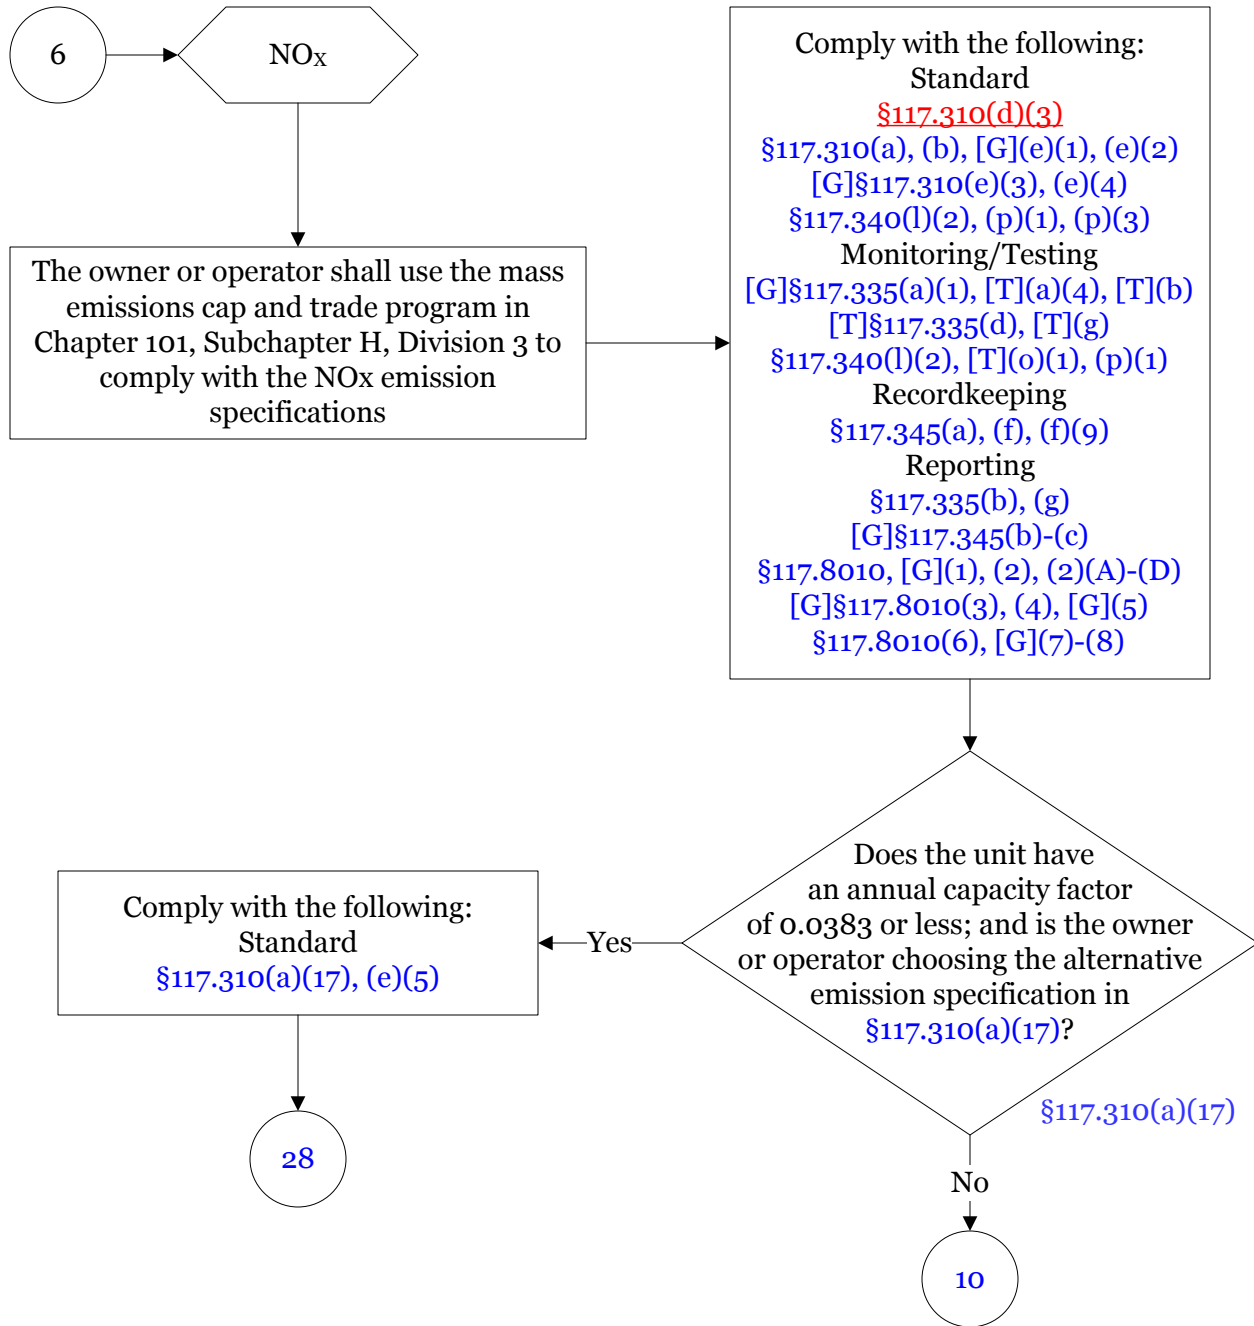 6
NOx
The owner or operator shall use the mass
emissions cap and trade program in
Chapter 101, Subchapter H, Division 3 to
comply with the NOx emission
specifications
Comply with the following:
Standard
§117.310(d)(3)
§117.310(a), (b), [G](e)(1), (e)(2)
[G]§117.310(e)(3), (e)(4)
§117.340(l)(2), (p)(1), (p)(3)
Monitoring/Testing
[G]§117.335(a)(1), [T](a)(4), [T](b)
[T]§117.335(d), [T](g)
§117.340(l)(2), [T](o)(1), (p)(1)
Recordkeeping
§117.345(a), (f), (f)(9)
Reporting
§117.335(b), (g)
[G]§117.345(b)-(c)
§117.8010, [G](1), (2), (2)(A)-(D)
[G]§117.8010(3), (4), [G](5)
§117.8010(6), [G](7)-(8)
Does the unit have
an annual capacity factor
of 0.0383 or less; and is the owner
or operator choosing the alternative
emission specification in
§117.310(a)(17)?
§117.310(a)(17)
Yes
Comply with the following:
Standard
§117.310(a)(17), (e)(5)
28
No
10